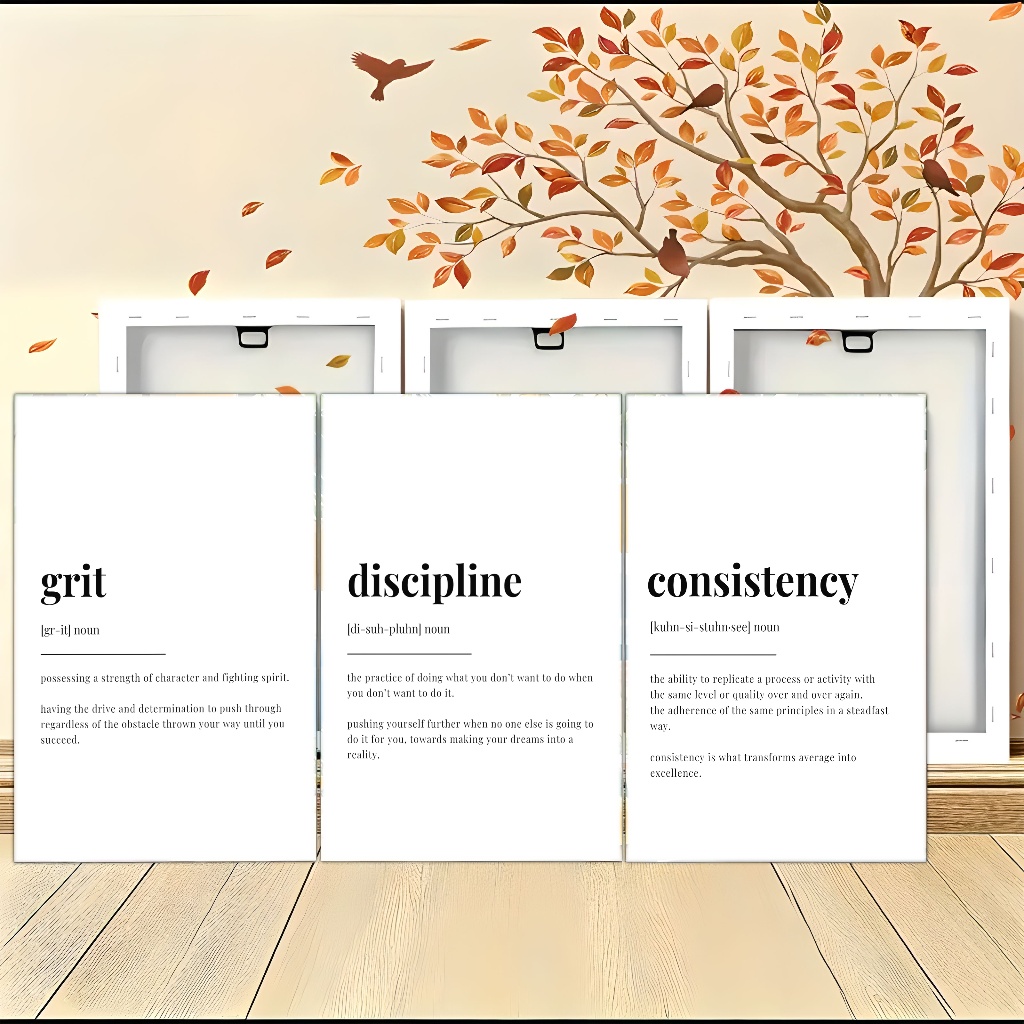 grit
[gr-it] noun
possessing a strength of character and fighting spirit.
having the drive and determination to push through
regardless of the obstacle thrown your way until you
succeed.
discipline
[di-suh-pluhn] noun
the practice of doing what you don't want to do when
you don't want to do it.
pushing yourself further when no one else is going to
do it for you, towards making your dreams into a
reality.
consistency
[kuhn-si-stuhn·see] noun
the ability to replicate a process or activity with
the same level or quality over and over again,
the adherence of the same principles in a steadfast
way.
consistency is what transforms average into
excellence.